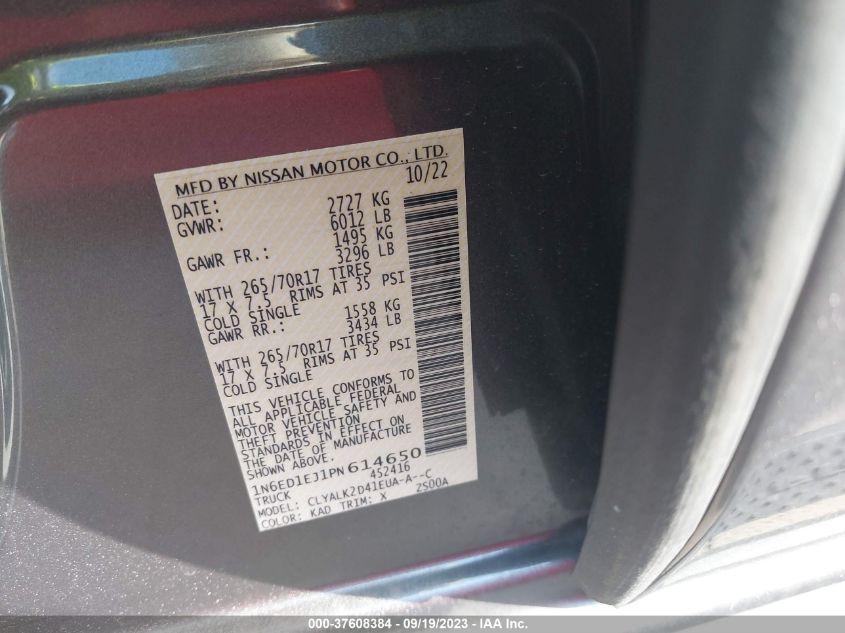 MFD BY NISSAN MOTOR CO., LTD.
DATE: 10/22
GVWR: 2727 KG
6012 LB
GAWR FR.: 1495 KG
3296 LB
WITH 265/70R17 TIRES
17 X 7.5 RIMS AT 35 PSI
COLD SINGLE
GAWR RR.: 1558 KG
3434 LB
WITH 265/70R17 TIRES
17 X 7.5 RIMS AT 35 PSI
COLD SINGLE
THIS VEHICLE CONFORMS TO
ALL APPLICABLE FEDERAL
MOTOR VEHICLE SAFETY AND
THEFT PREVENTION
STANDARDS IN EFFECT ON
THE DATE OF MANUFACTURE
SHOWN ABOVE.
1N6ED1EJ1PN614650
TRUCK 452416
MODEL: CLYALK2D41EUA-A--C
COLOR: KAD TRIM: X 2S00A
000-37608384 - 09/19/2023 - IAA Inc.